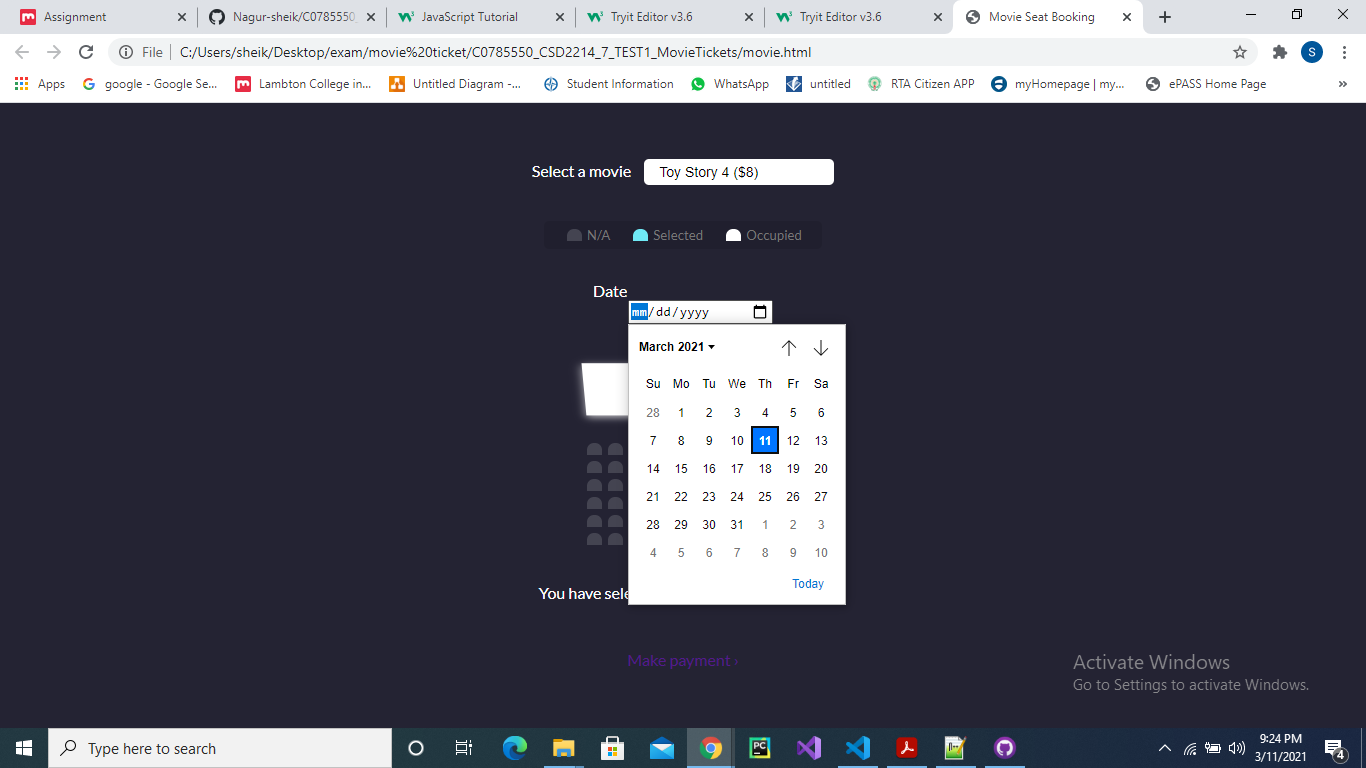 Assignment
Nagur-sheik/C0785550_
JavaScript Tutorial
Tryit Editor v3.6
Tryit Editor v3.6
Movie Seat Booking
File
C:/Users/sheik/Desktop/exam/movie%20ticket/C0785550_CSD2214_7_TEST1_MovieTickets/movie.html
S
Apps
google - Google Se...
Lambton College in...
Untitled Diagram -...
Student Information
WhatsApp
untitled
RTA Citizen APP
myHomepage | my...
ePASS Home Page
»
Select a movie
Toy Story 4 ($8)
N/A
Selected
Occupied
Date
mm/dd/yyyy
March 2021
Su Mo Tu We Th Fr Sa
28 1 2 3 4 5 6
7 8 9 10 11 12 13
14 15 16 17 18 19 20
21 22 23 24 25 26 27
28 29 30 31 1 2 3
4 5 6 7 8 9 10
Today
You have sele
Make payment ›
Activate Windows
Go to Settings to activate Windows.
Type here to search
PC
9:24 PM
3/11/2021
4